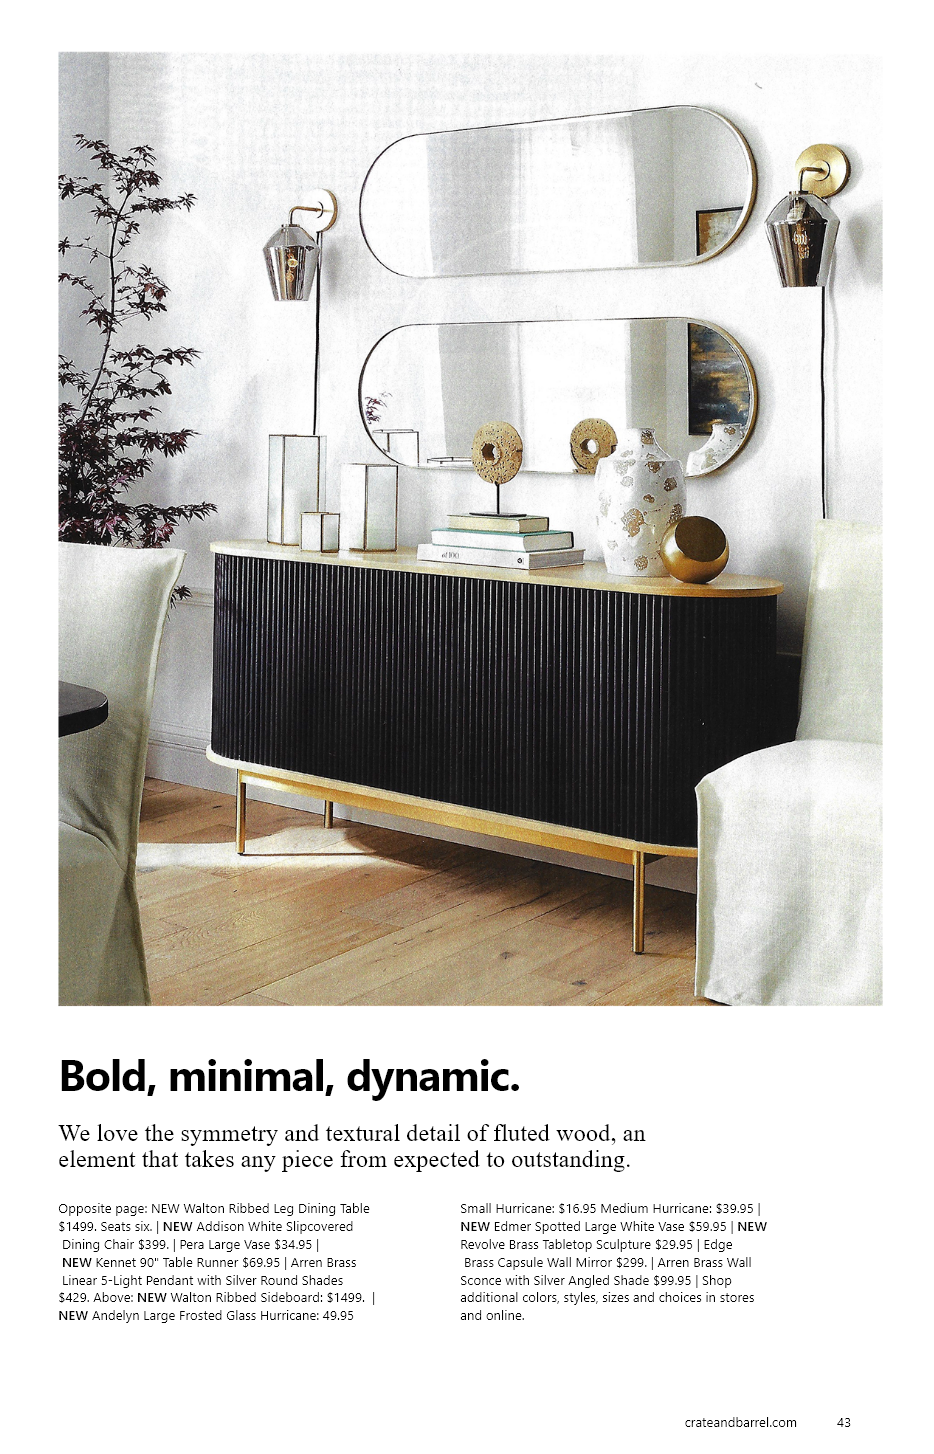 of 100
Bold, minimal, dynamic.
We love the symmetry and textural detail of fluted wood, an
element that takes any piece from expected to outstanding.
Opposite page: NEW Walton Ribbed Leg Dining Table
$1499. Seats six. | NEW Addison White Slipcovered
Dining Chair $399. | Pera Large Vase $34.95 |
NEW Kennet 90" Table Runner $69.95 | Arren Brass
Linear 5-Light Pendant with Silver Round Shades
$429. Above: NEW Walton Ribbed Sideboard: $1499. |
NEW Andelyn Large Frosted Glass Hurricane: 49.95
Small Hurricane: $16.95 Medium Hurricane: $39.95 |
NEW Edmer Spotted Large White Vase $59.95 | NEW
Revolve Brass Tabletop Sculpture $29.95 | Edge
Brass Capsule Wall Mirror $299. | Arren Brass Wall
Sconce with Silver Angled Shade $99.95 | Shop
additional colors, styles, sizes and choices in stores
and online.
crateandbarrel.com 43